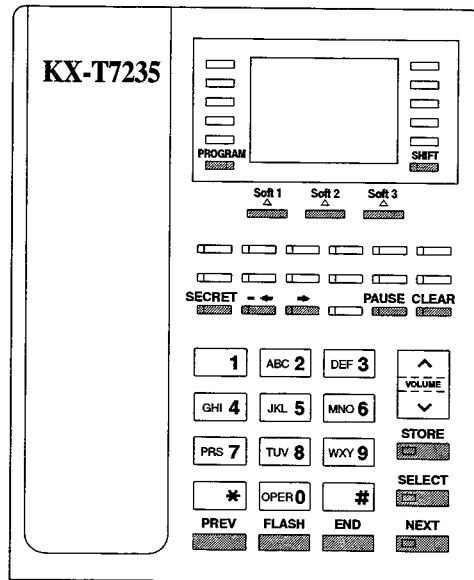 KX-T7235
PROGRAM
SHIFT
Soft 1 Soft 2 Soft 3
SECRET - ← → PAUSE CLEAR
1 ABC 2 DEF 3
VOLUME
GHI 4 JKL 5 MNO 6
STORE
PRS 7 TUV 8 WXY 9
SELECT
* OPER 0 #
PREV FLASH END NEXT